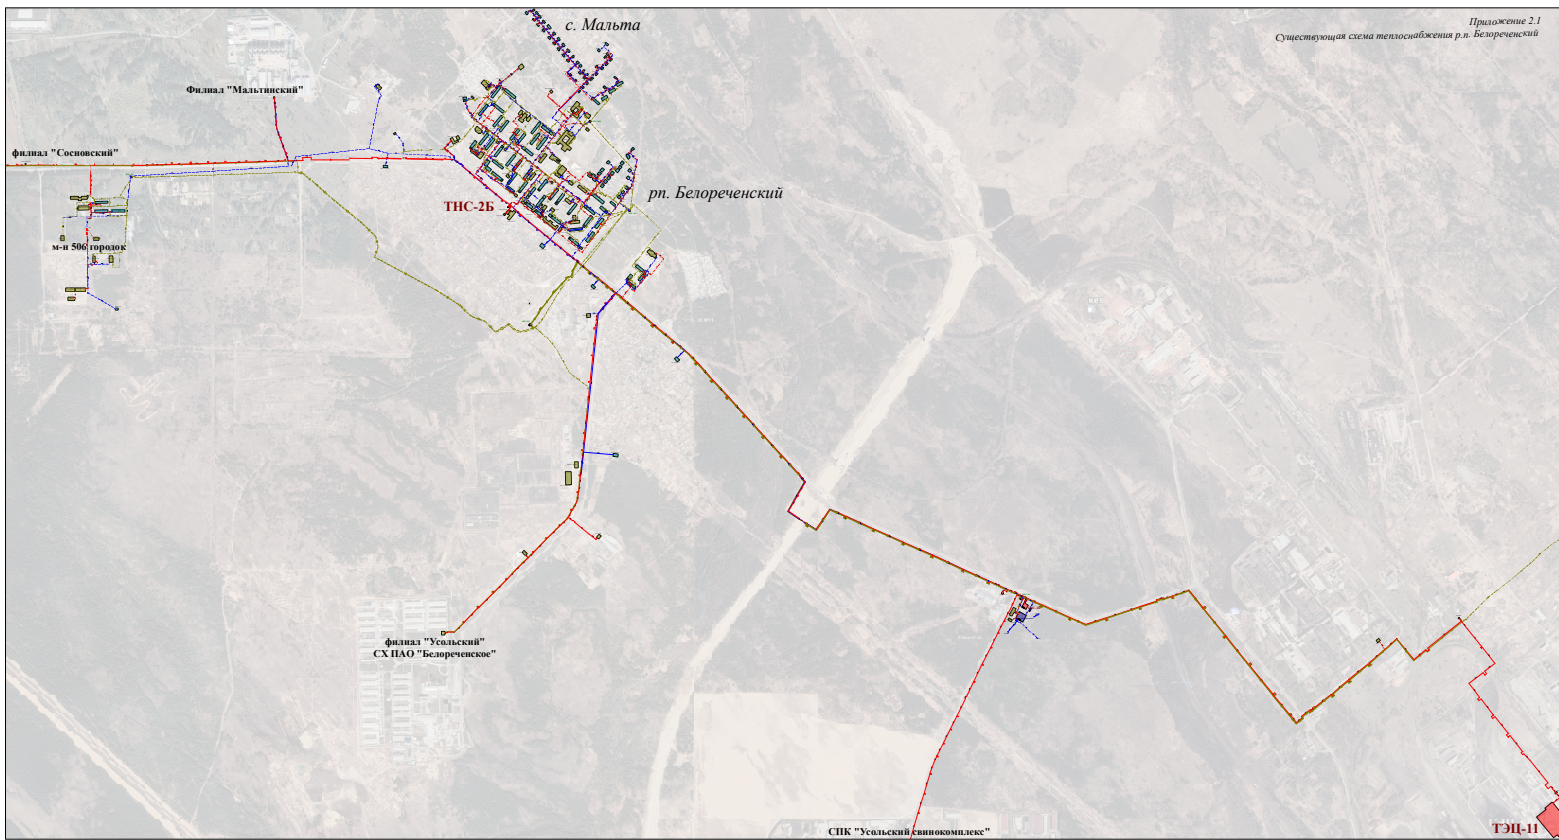 Приложение 2.1
Существующая схема теплоснабжения р.п. Белореченский
с. Мальта
Филиал "Мальтинский"
филиал "Сосновский"
рп. Белореченский
ТНС-2Б
м-н 506 городок
филиал "Усольский"
СХ ПАО "Белореченское"
СПК "Усольский свинокомплекс"
ТЭЦ-11